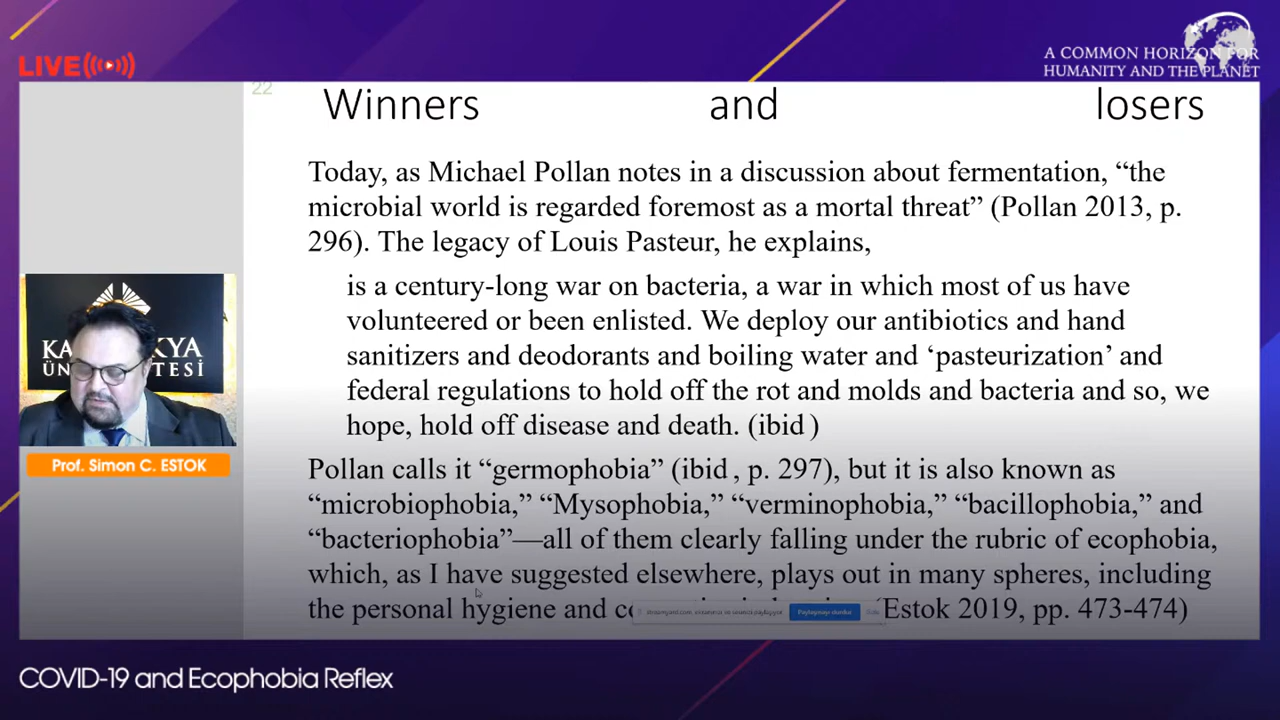 LIVE
A COMMON HORIZON FOR
HUMANITY AND THE PLANET
22
Winners and losers
Today, as Michael Pollan notes in a discussion about fermentation, “the
microbial world is regarded foremost as a mortal threat” (Pollan 2013, p.
296). The legacy of Louis Pasteur, he explains,
is a century-long war on bacteria, a war in which most of us have
volunteered or been enlisted. We deploy our antibiotics and hand
sanitizers and deodorants and boiling water and ‘pasteurization’ and
federal regulations to hold off the rot and molds and bacteria and so, we
hope, hold off disease and death. (ibid )
Pollan calls it “germophobia” (ibid , p. 297), but it is also known as
“microbiophobia,” “Mysophobia,” “verminophobia,” “bacillophobia,” and
“bacteriophobia”—all of them clearly falling under the rubric of ecophobia,
which, as I have suggested elsewhere, plays out in many spheres, including
the personal hygiene and (Estok 2019, pp. 473-474)
Paylaşmayı durdur
Gizle
ÜN TESİ
Prof. Simon C. ESTOK
COVID-19 and Ecophobia Reflex